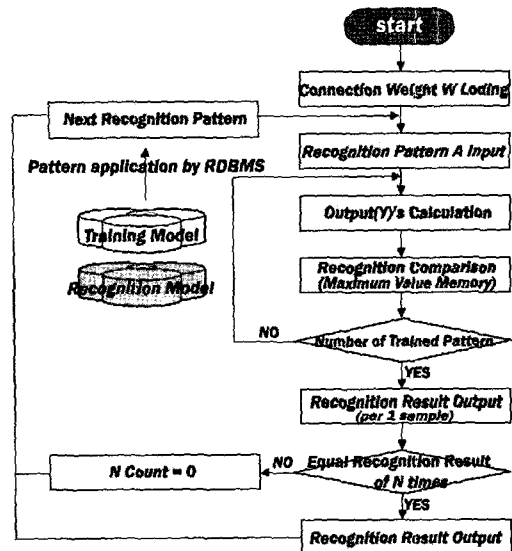 start
Connection Weight W Loding
Next Recognition Pattern
Recognition Pattern A Input
Pattern application by RDBMS
Output(Y)'s Calculation
Training Model
Recognition Comparison
(Maximum Value Memory)
Recognition Model
NO
Number of Trained Pattern
YES
Recognition Result Output
(per 1 sample)
N Count = 0
NO
Equal Recognition Result
of N times
YES
Recognition Result Output